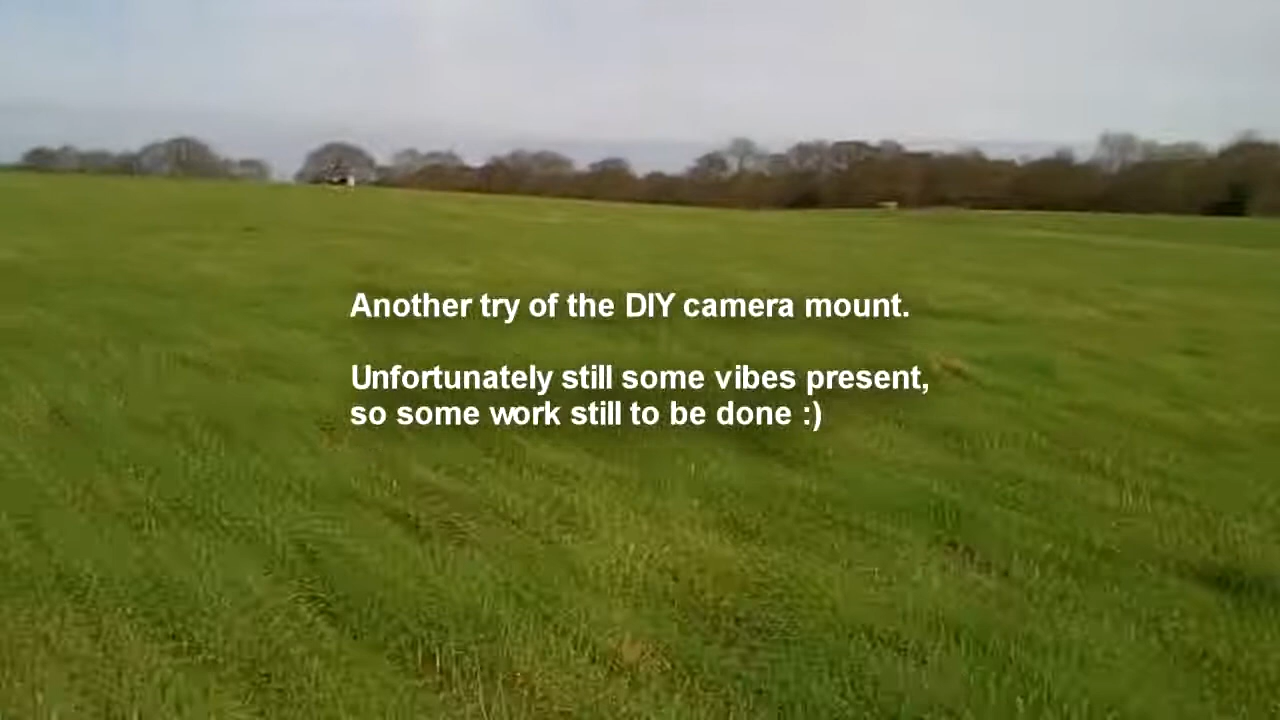 Another try of the DIY camera mount.
Unfortunately still some vibes present,
so some work still to be done :)